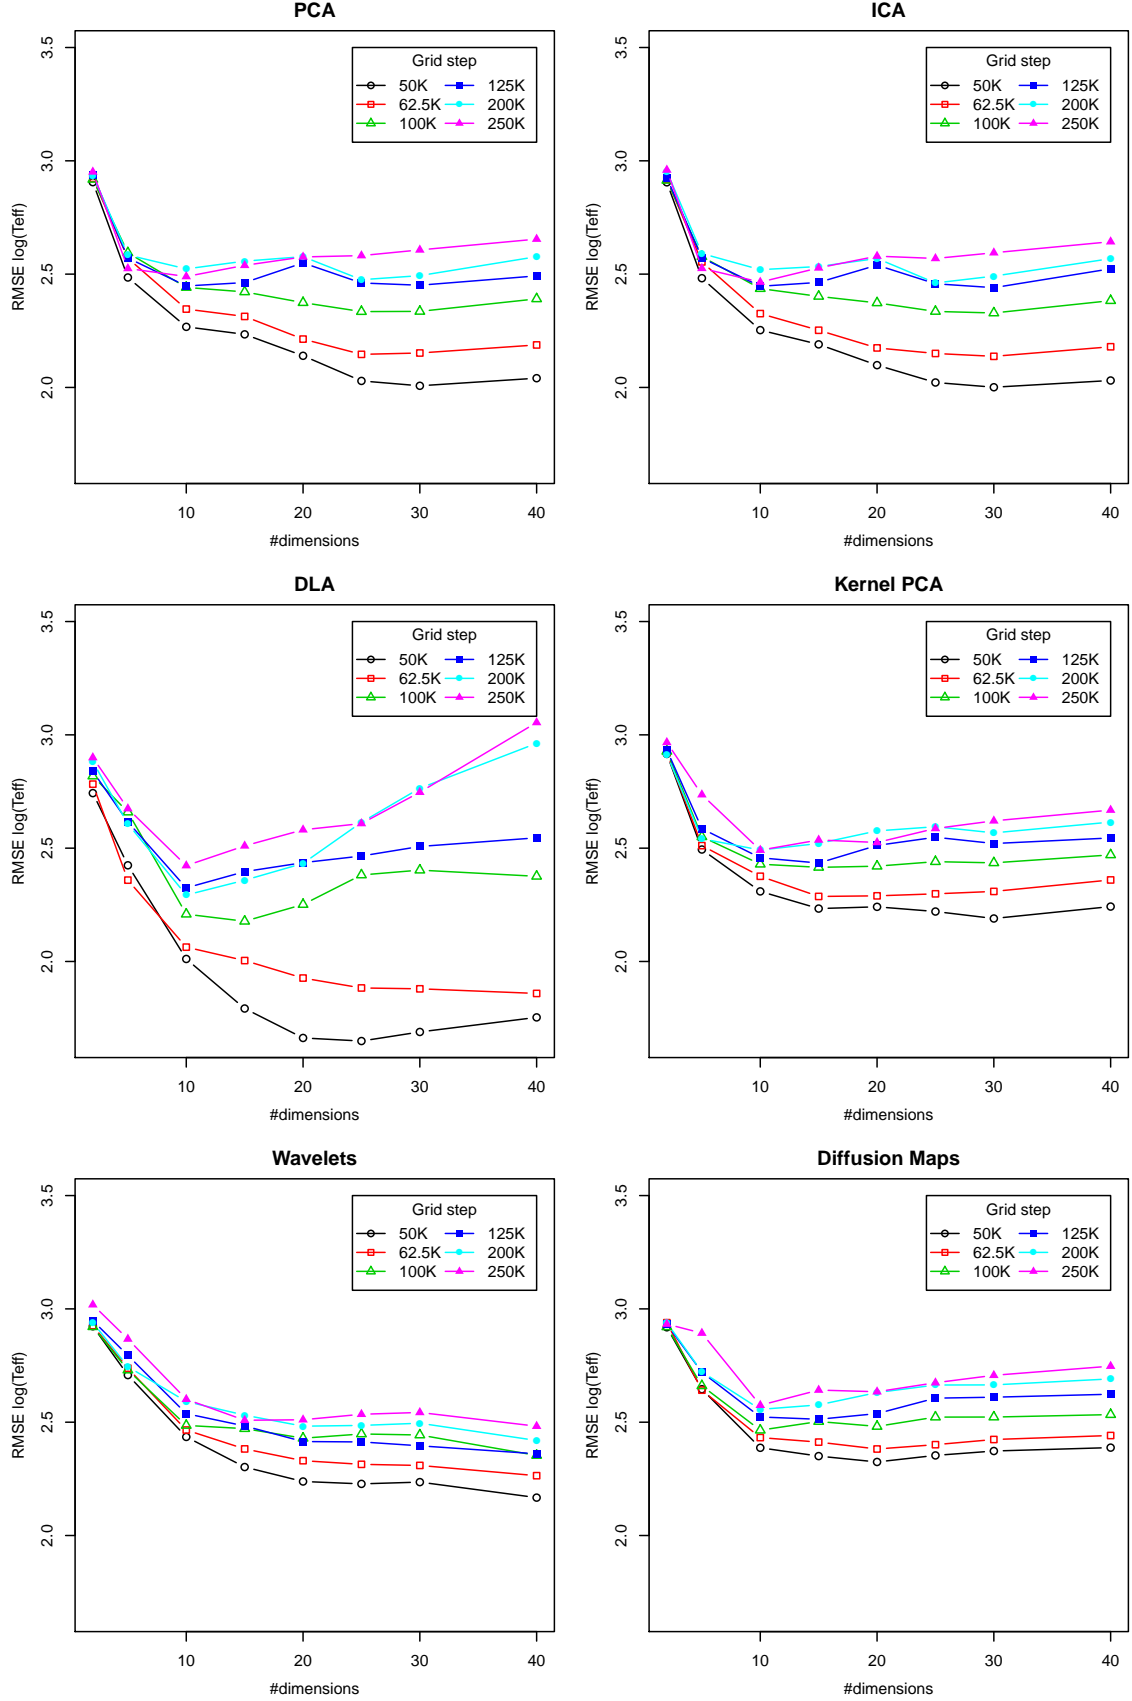 PCA
RMSE log(Teff)
3.5
3.0
2.5
2.0
Grid step
50K 125K
62.5K 200K
100K 250K
10 20 30 40
#dimensions
ICA
RMSE log(Teff)
3.5
3.0
2.5
2.0
Grid step
50K 125K
62.5K 200K
100K 250K
10 20 30 40
#dimensions
DLA
RMSE log(Teff)
3.5
3.0
2.5
2.0
Grid step
50K 125K
62.5K 200K
100K 250K
10 20 30 40
#dimensions
Kernel PCA
RMSE log(Teff)
3.5
3.0
2.5
2.0
Grid step
50K 125K
62.5K 200K
100K 250K
10 20 30 40
#dimensions
Wavelets
RMSE log(Teff)
3.5
3.0
2.5
2.0
Grid step
50K 125K
62.5K 200K
100K 250K
10 20 30 40
#dimensions
Diffusion Maps
RMSE log(Teff)
3.5
3.0
2.5
2.0
Grid step
50K 125K
62.5K 200K
100K 250K
10 20 30 40
#dimensions